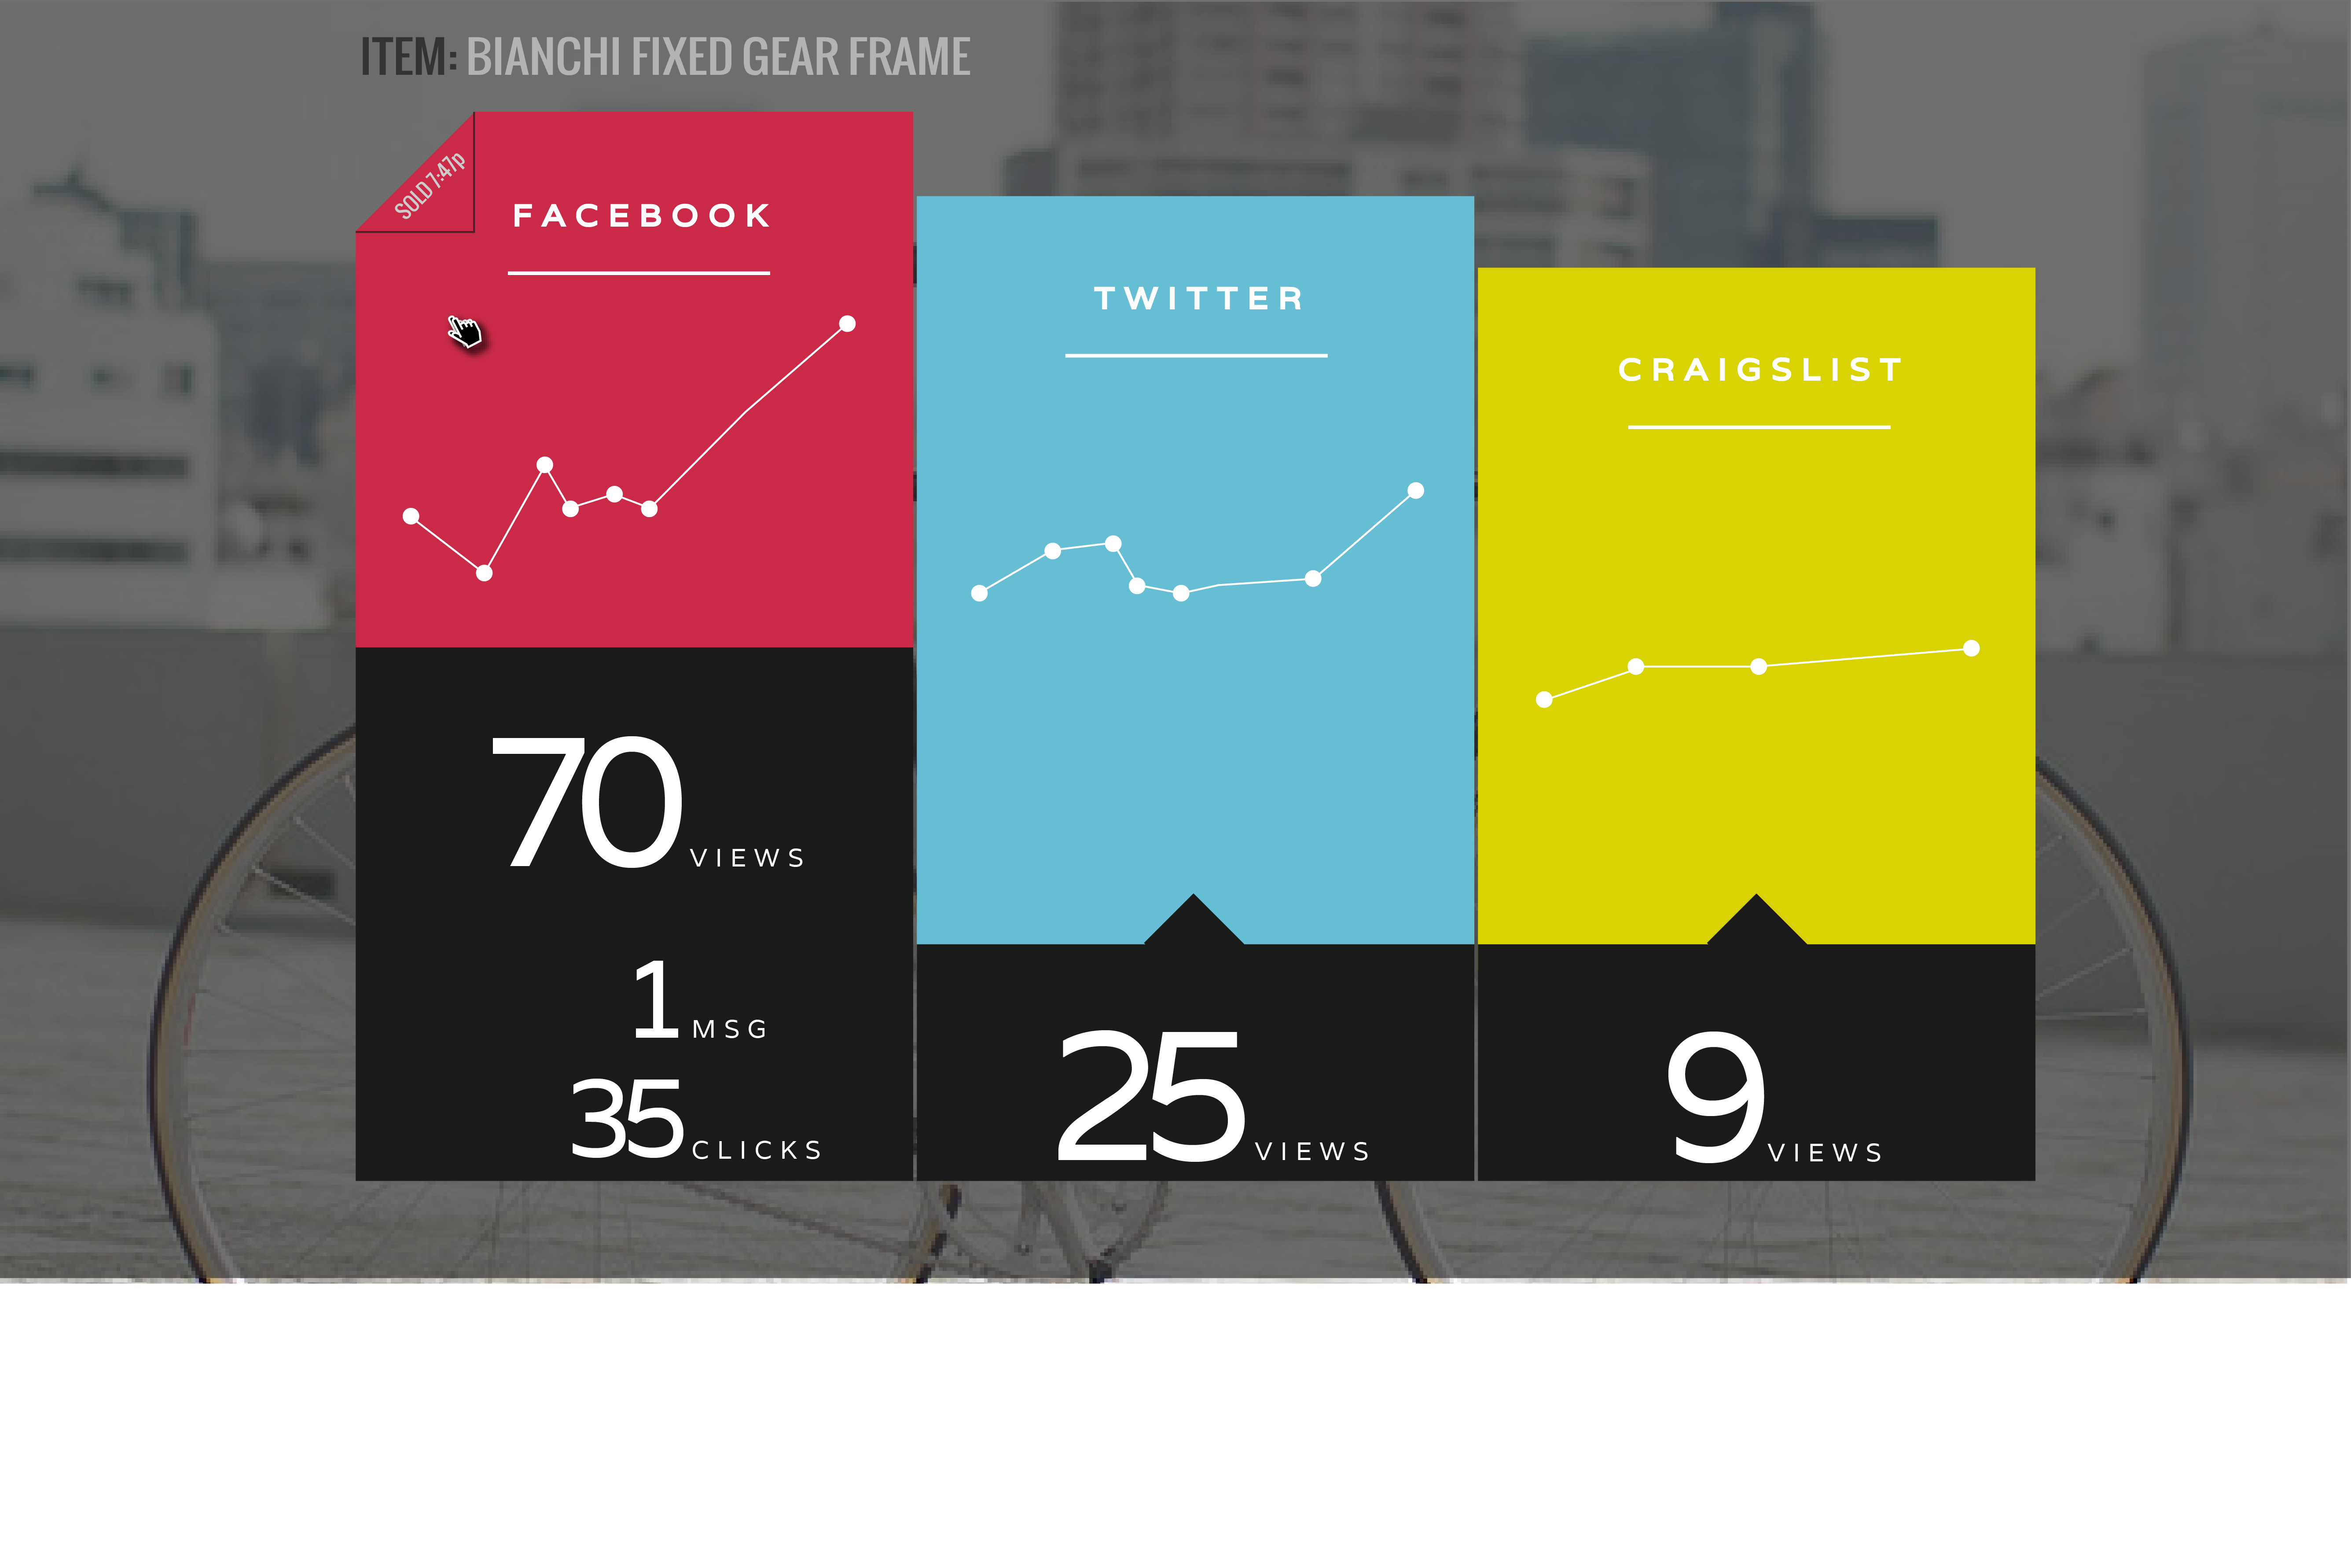 ITEM: BIANCHI FIXED GEAR FRAME
SOLD 7:47p
FACEBOOK
70 VIEWS
1 MSG
35 CLICKS
TWITTER
25 VIEWS
CRAIGSLIST
9 VIEWS